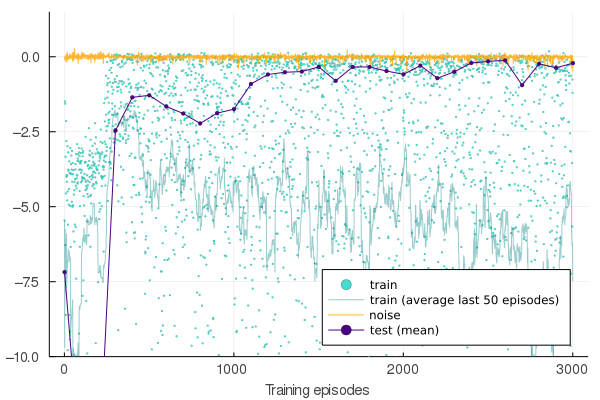 0.0
−2.5
−5.0
−7.5
−10.0
0
1000
2000
3000
Training episodes
train
train (average last 50 episodes)
noise
test (mean)